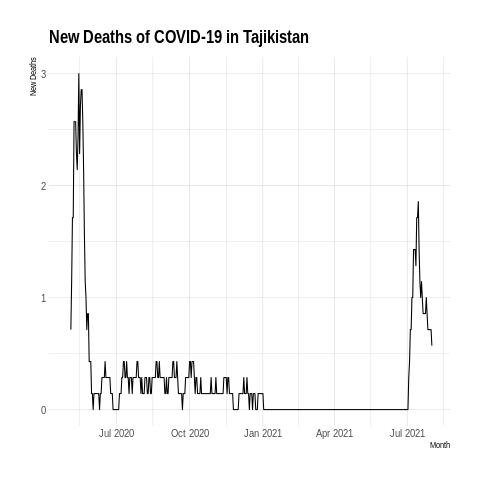 New Deaths of COVID-19 in Tajikistan
New Deaths
3
2
1
0
Jul 2020 Oct 2020 Jan 2021 Apr 2021 Jul 2021
Month